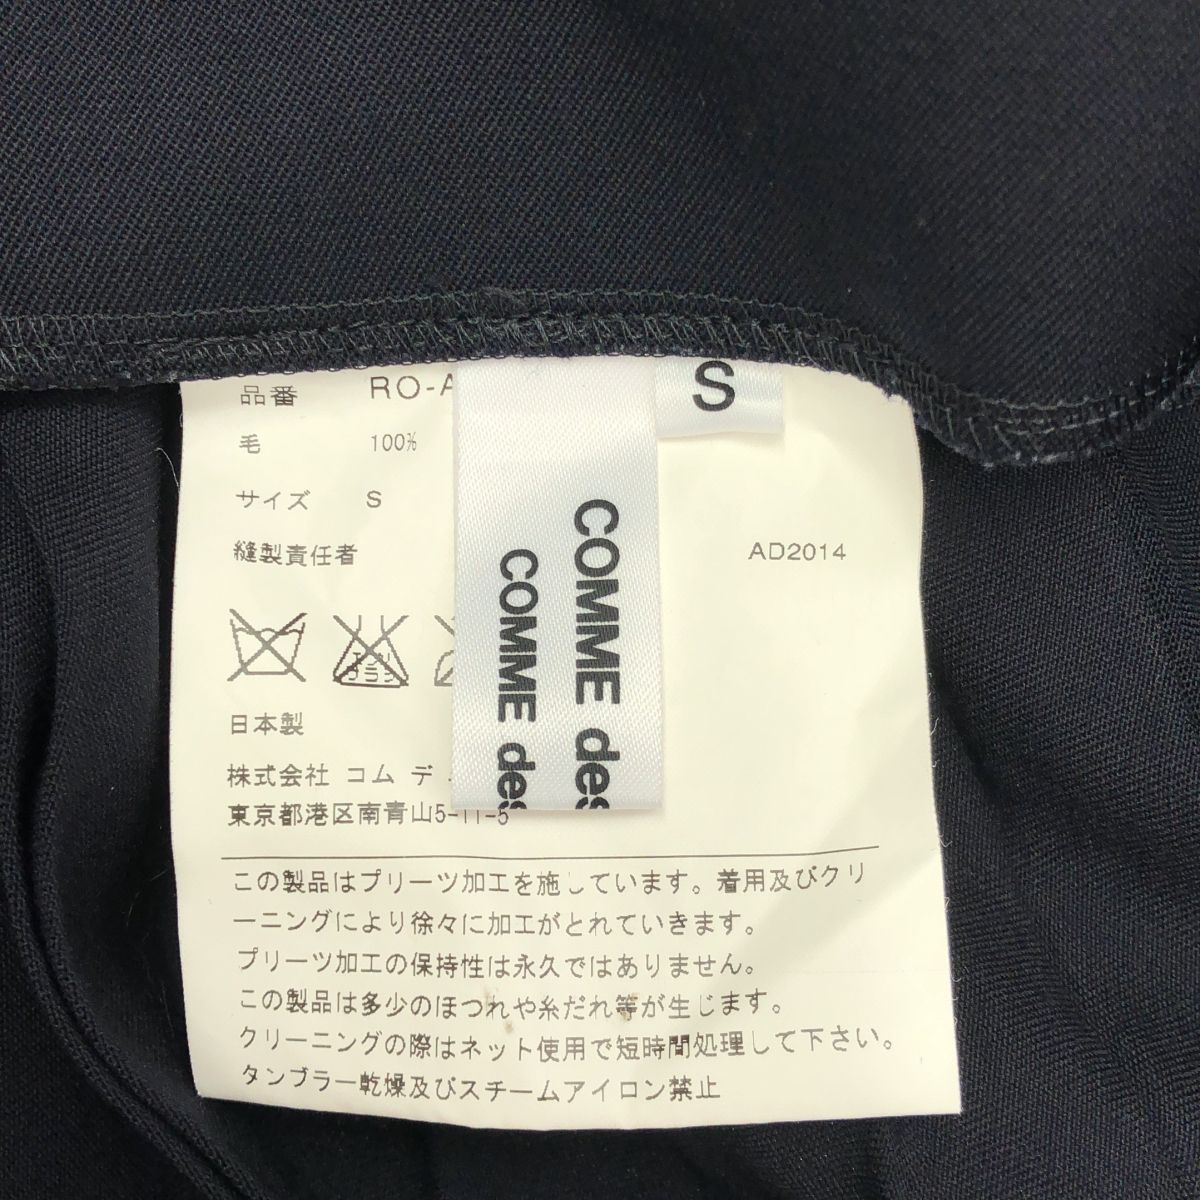 品番 RO-A
S
毛 100%
サイズ S
縫製責任者
AD2014
COMME des
COMME des
日本製
株式会社 コム デ
東京都港区南青山5-11-5
この製品はプリーツ加工を施しています。着用及びクリ
ーニングにより徐々に加工がとれていきます。
プリーツ加工の保持性は永久ではありません。
この製品は多少のほつれや糸だれ等が生じます。
クリーニングの際はネット使用で短時間処理して下さい。
タンブラー乾燥及びスチームアイロン禁止